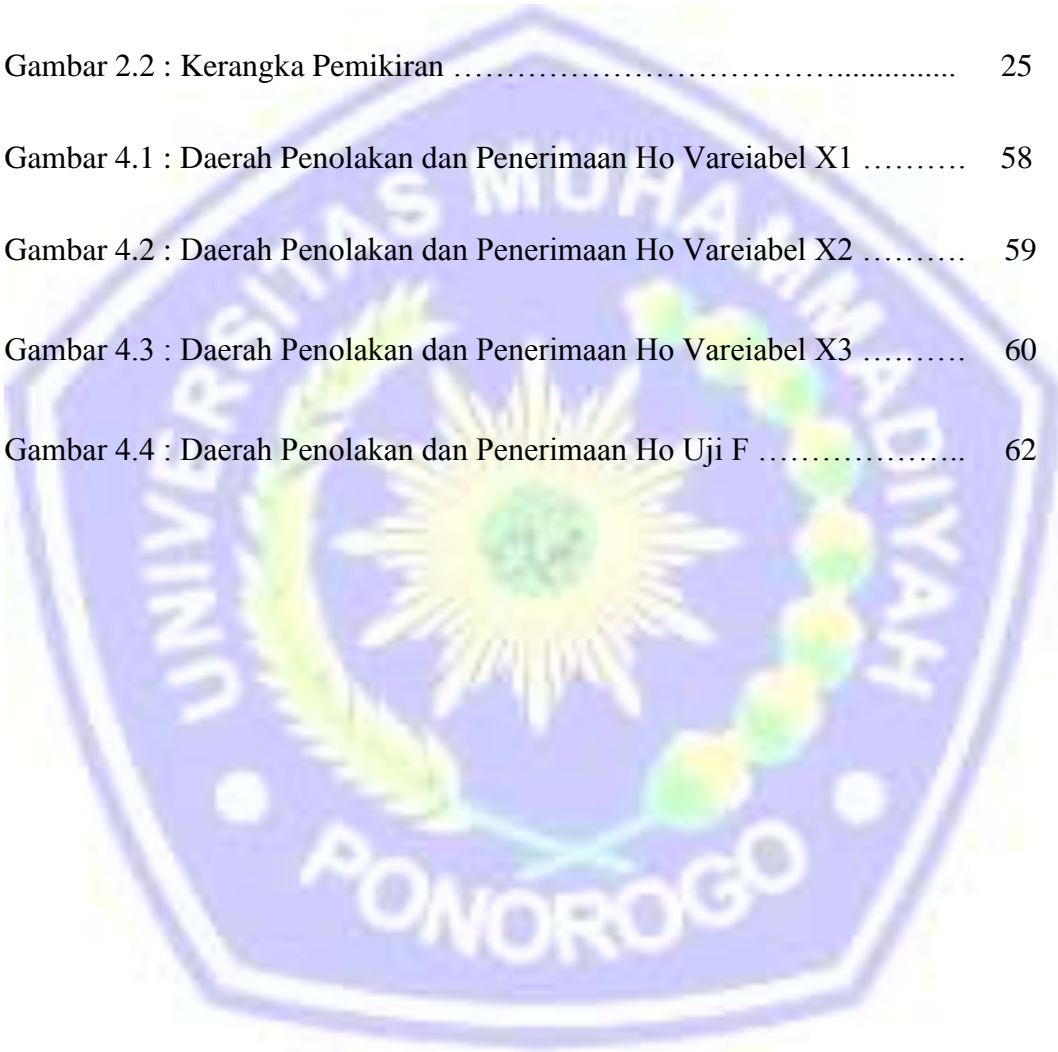 Gambar 2.2 : Kerangka Pemikiran ………………………………............... 25
Gambar 4.1 : Daerah Penolakan dan Penerimaan Ho Vareiabel X1 ………. 58
Gambar 4.2 : Daerah Penolakan dan Penerimaan Ho Vareiabel X2 ………. 59
Gambar 4.3 : Daerah Penolakan dan Penerimaan Ho Vareiabel X3 ………. 60
Gambar 4.4 : Daerah Penolakan dan Penerimaan Ho Uji F ……………….. 62
UNIVERSITAS MUHAMMADIYAH
PONOROGO